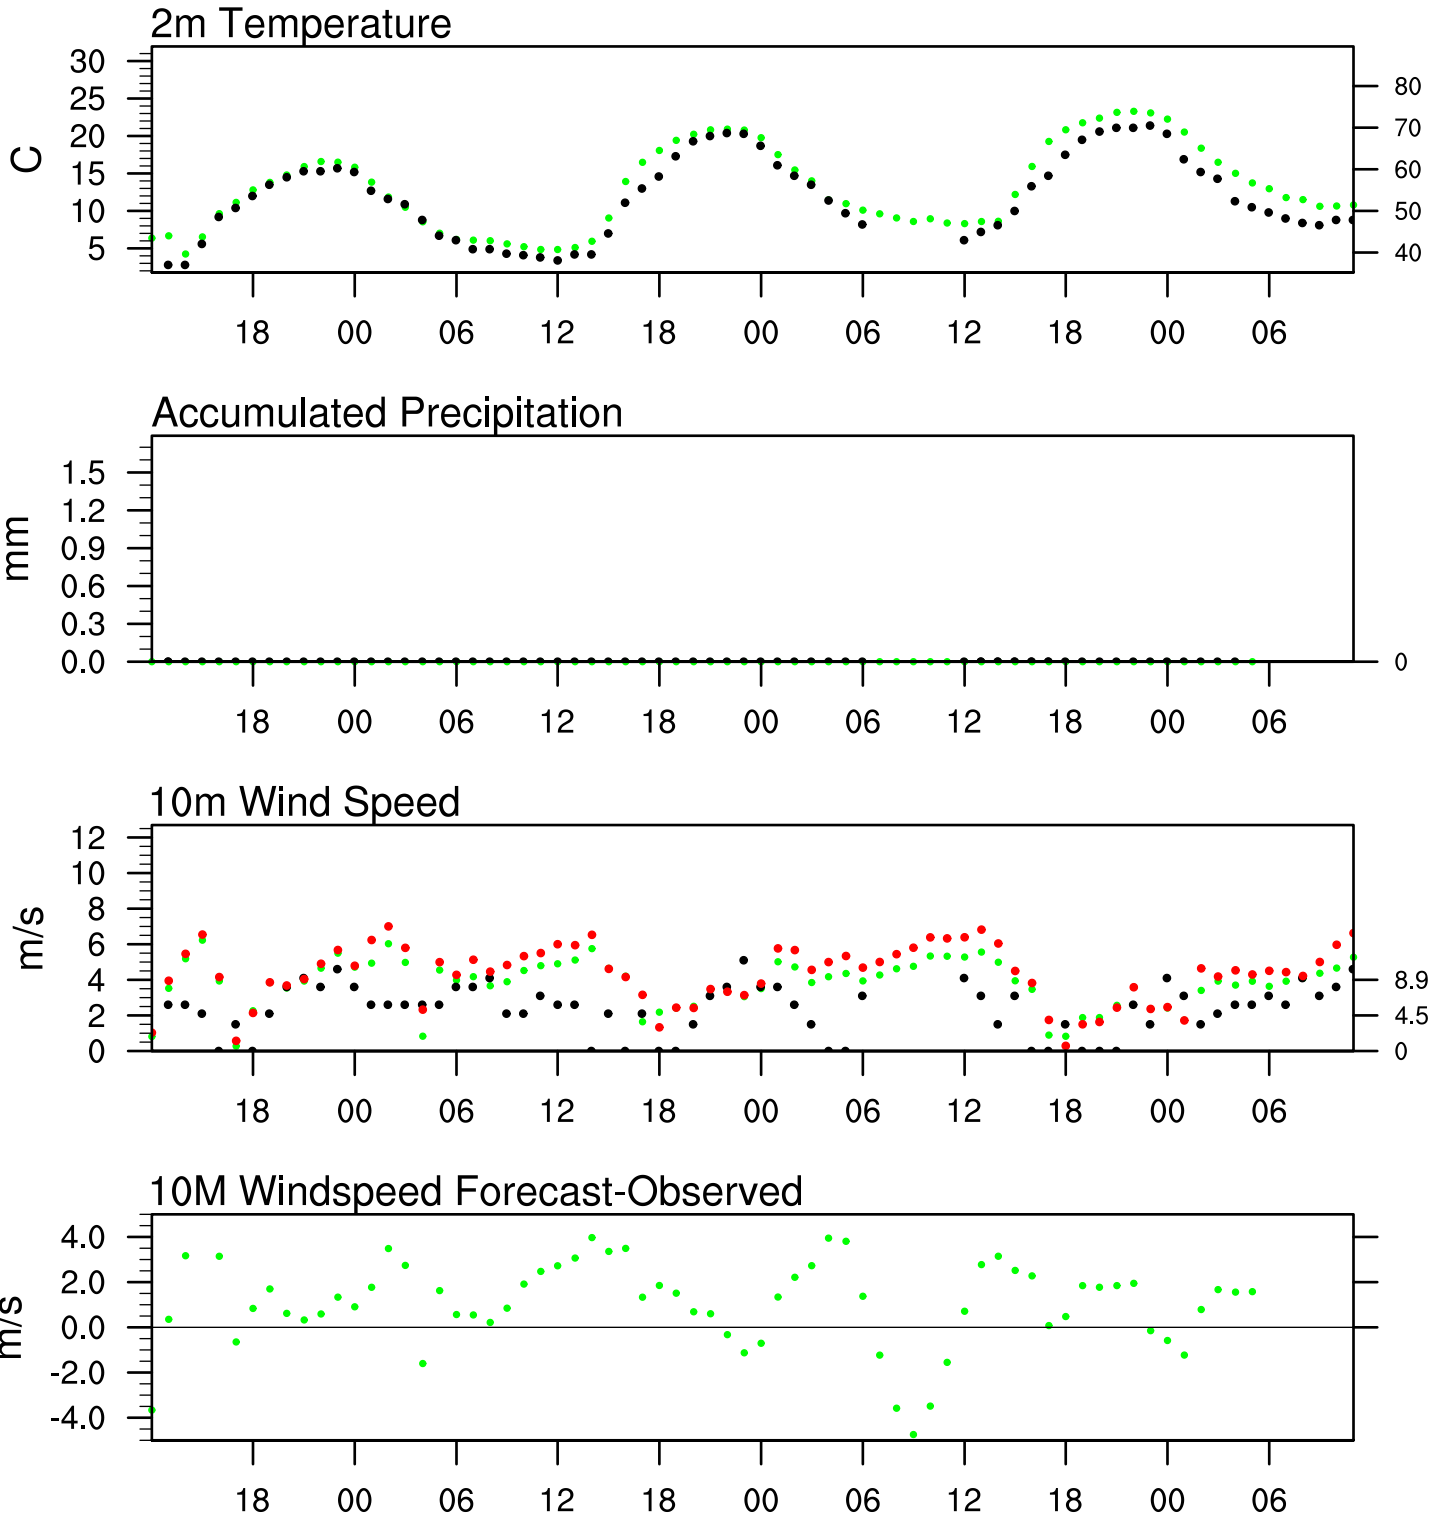 2m Temperature
30
25
20
15
10
5
C
80
70
60
50
40
18 00 06 12 18 00 06 12 18 00 06
Accumulated Precipitation
1.5
1.2
0.9
0.6
0.3
0.0
mm
0
18 00 06 12 18 00 06 12 18 00 06
10m Wind Speed
12
10
8
6
4
2
0
m/s
8.9
4.5
0
18 00 06 12 18 00 06 12 18 00 06
10M Windspeed Forecast-Observed
4.0
2.0
0.0
-2.0
-4.0
m/s
18 00 06 12 18 00 06 12 18 00 06